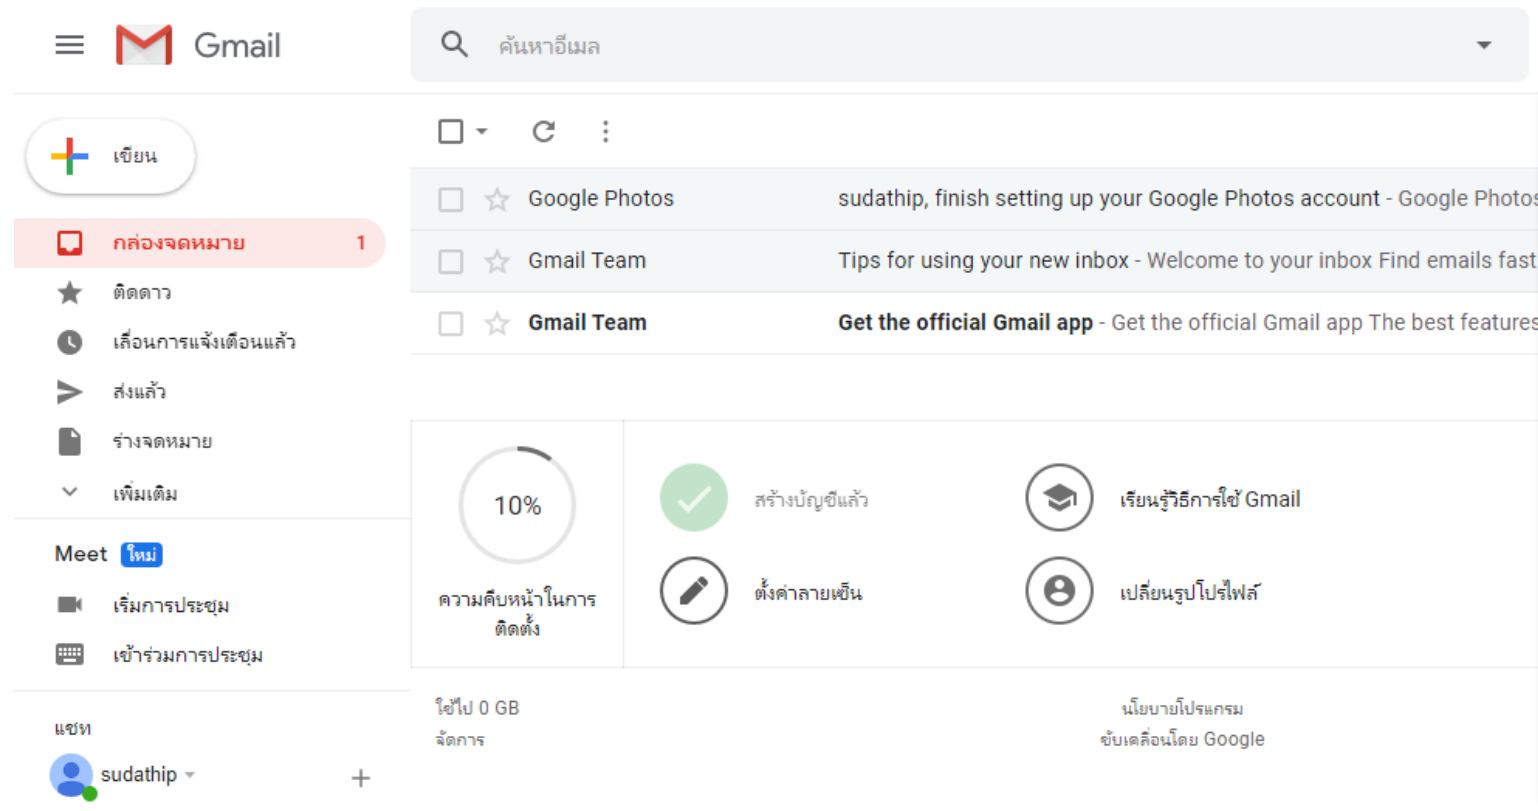 Gmail
ค้นหาอีเมล
เขียน
กล่องจดหมาย 1
ติดดาว
เลื่อนการแจ้งเตือนแล้ว
ส่งแล้ว
ร่างจดหมาย
เพิ่มเติม
Meet ใหม่
เริ่มการประชุม
เข้าร่วมการประชุม
แชท
sudathip
Google Photos sudathip, finish setting up your Google Photos account - Google Photos
Gmail Team Tips for using your new inbox - Welcome to your inbox Find emails fast
Gmail Team Get the official Gmail app - Get the official Gmail app The best features
10%
ความคืบหน้าในการ
ติดตั้ง
สร้างบัญชีแล้ว
เรียนรู้วิธีการใช้ Gmail
ตั้งค่าลายเซ็น
เปลี่ยนรูปโปรไฟล์
ใช้ไป 0 GB
จัดการ
นโยบายโปรแกรม
ขับเคลื่อนโดย Google